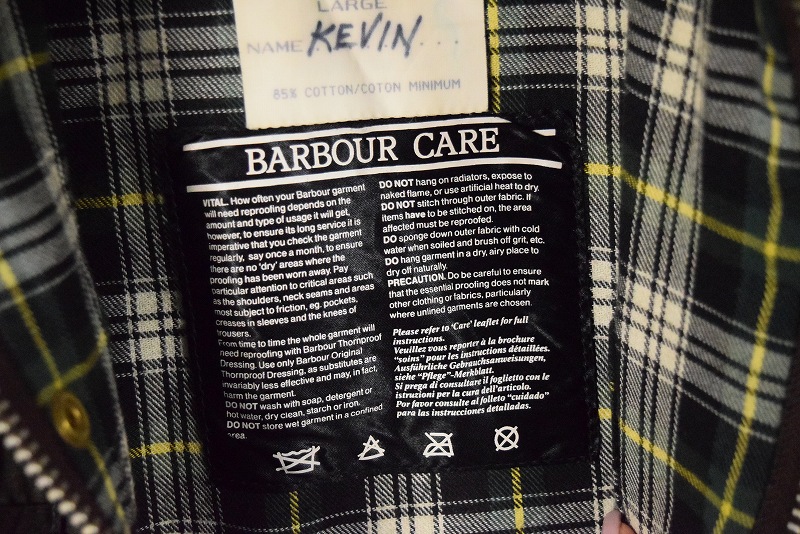 LARGE
NAME KEVIN...
85% COTTON/COTON MINIMUM
BARBOUR CARE
VITAL. How often your Barbour garment
will need reproofing depends on the
amount and type of usage it will get,
however, to ensure its long service it is
imperative that you check the garment
regularly, say once a month, to ensure
there are no 'dry' areas where the
proofing has been worn away. Pay
particular attention to critical areas such
as the shoulders, neck seams and areas
most subject to friction, eg. pockets,
creases in sleeves and the knees of
trousers.
From time to time the whole garment will
need reproofing with Barbour Thornproof
Dressing. Use only Barbour Original
Thornproof Dressing, as substitutes are
invariably less effective and may, in fact,
harm the garment.
DO NOT wash with soap, detergent or
hot water, dry clean, starch or iron.
DO NOT store wet garment in a confined
area.
DO NOT hang on radiators, expose to
naked flame, or use artificial heat to dry.
DO NOT stitch through outer fabric. If
items have to be stitched on, the area
affected must be reproofed.
DO sponge down outer fabric with cold
water when soiled and brush off grit, etc.
DO hang garment in a dry, airy place to
dry off naturally.
PRECAUTION. Do be careful to ensure
that the essential proofing does not mark
other clothing or fabrics, particularly
where unlined garments are chosen.
Please refer to 'Care' leaflet for full
instructions.
Veuillez vous reporter à la brochure
"soins" pour les instructions détaillées.
Ausführliche Gebrauchsanweisungen,
siehe "Pflege"-Merkblatt.
Si prega di consultare il foglietto con le
istruzioni per la cura dell'articolo.
Por favor consulte al folleto "cuidado"
para las instrucciones detalladas.